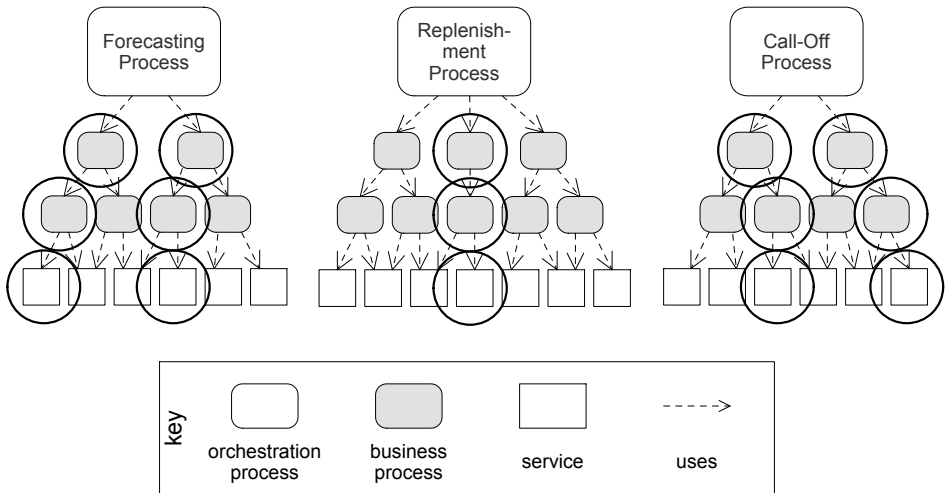 Forecasting
Process
Replenish-
ment
Process
Call-Off
Process
key
orchestration
process
business
process
service
uses